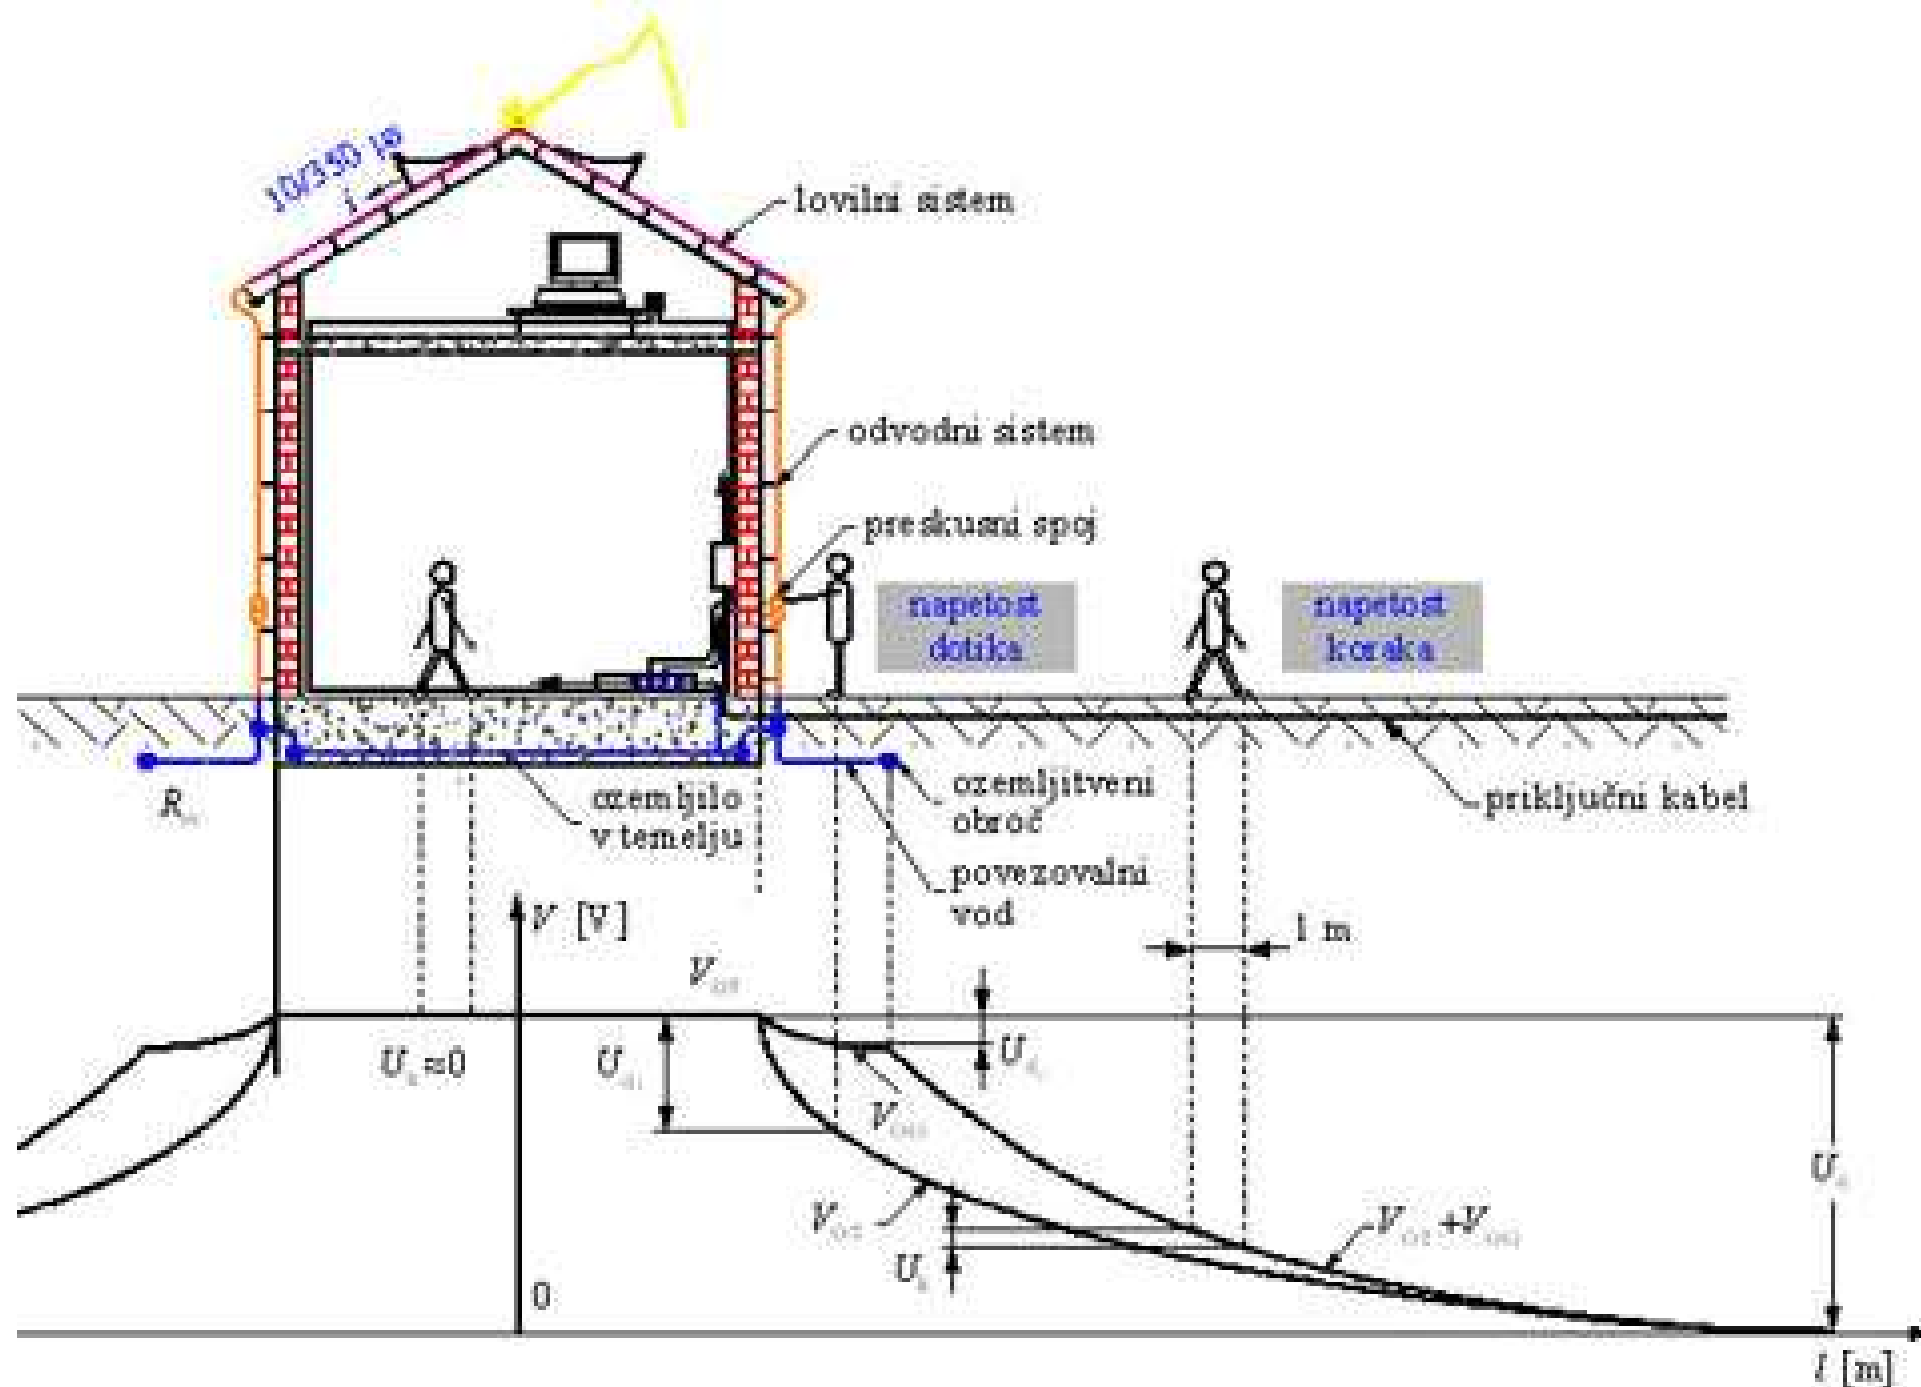 10/350 µs
i
lovilni sistem
odvodni sistem
preskusni spoj
napetost
dotika
napetost
koraka
ozemljilo
v temelju
ozemljitveni
obroč
povezovalni
vod
priključni kabel
R
V [V]
1 m
V
U ≈0
U
U
V
U
V
V + V
U
0
l [m]